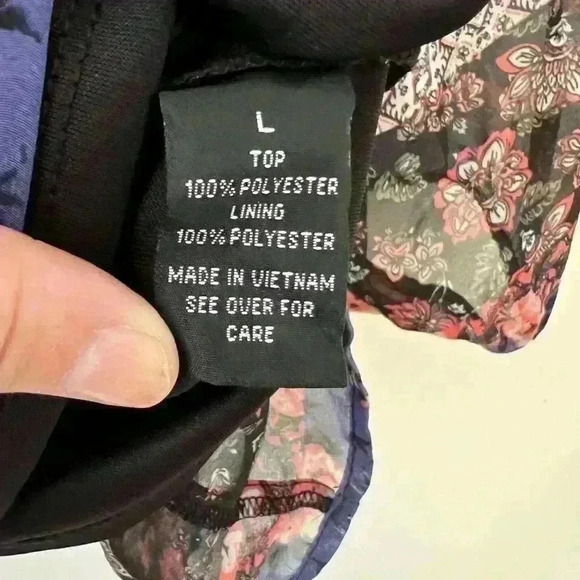 L
TOP
100% POLYESTER
LINING
100% POLYESTER
MADE IN VIETNAM
SEE OVER FOR
CARE